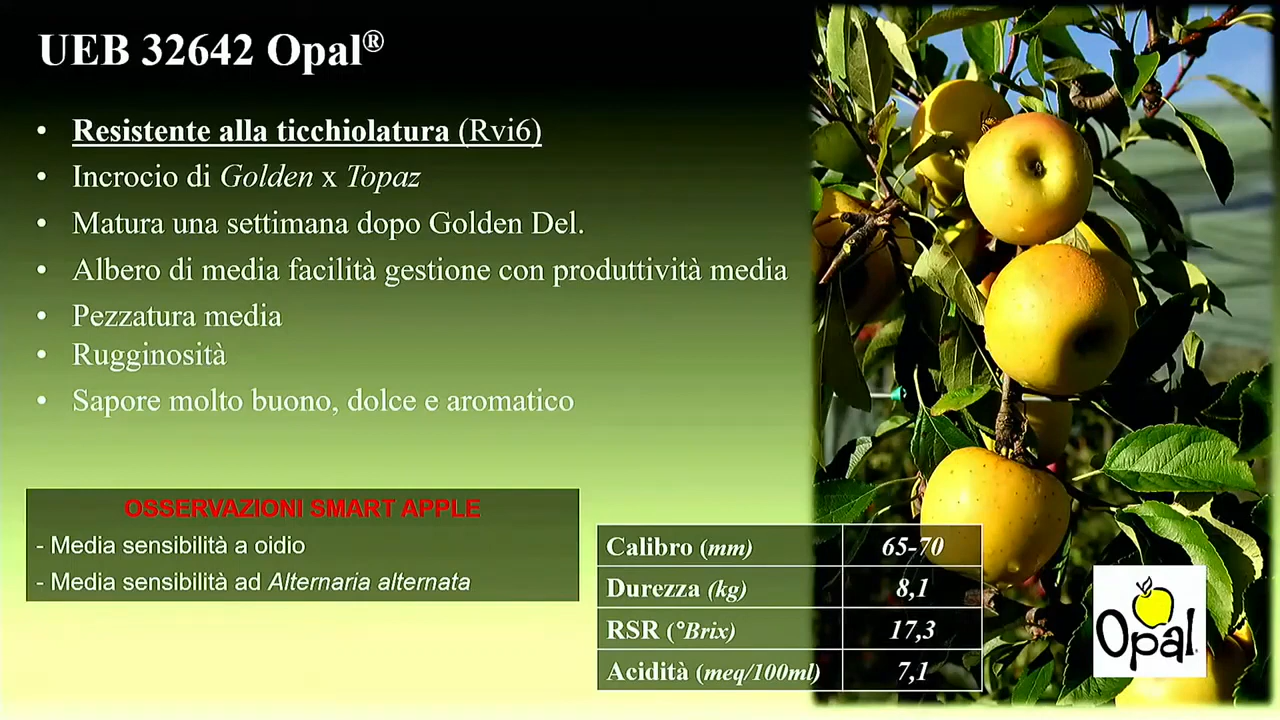 UEB 32642 Opal®
• Resistente alla ticchiolatura (Rvi6)
• Incrocio di Golden x Topaz
• Matura una settimana dopo Golden Del.
• Albero di media facilità gestione con produttività media
• Pezzatura media
• Rugginosità
• Sapore molto buono, dolce e aromatico
OSSERVAZIONI SMART APPLE
- Media sensibilità a oidio
- Media sensibilità ad Alternaria alternata
Calibro (mm) 65-70
Durezza (kg) 8,1
RSR (°Brix) 17,3
Acidità (meq/100ml) 7,1
Opal